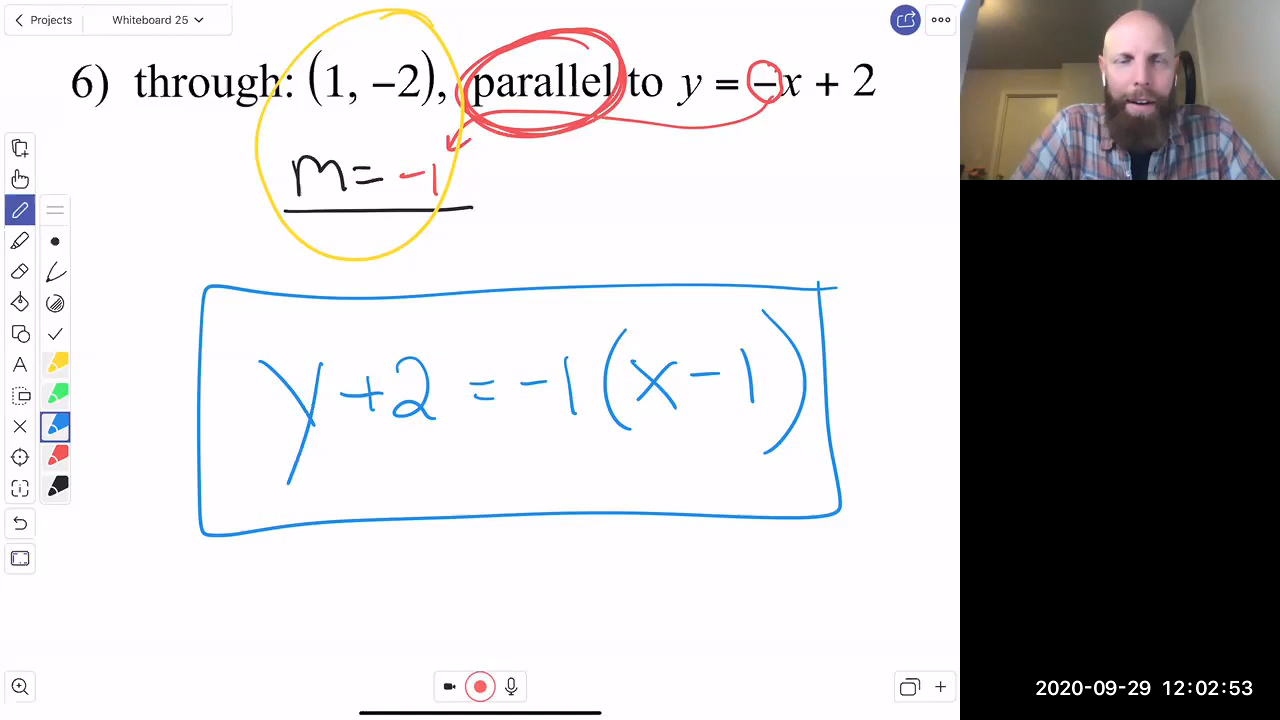 Projects Whiteboard 25
6) through: (1, −2), parallel to y = −x + 2
m = -1
y + 2 = -1 (x - 1)
A
2020-09-29 12:02:53